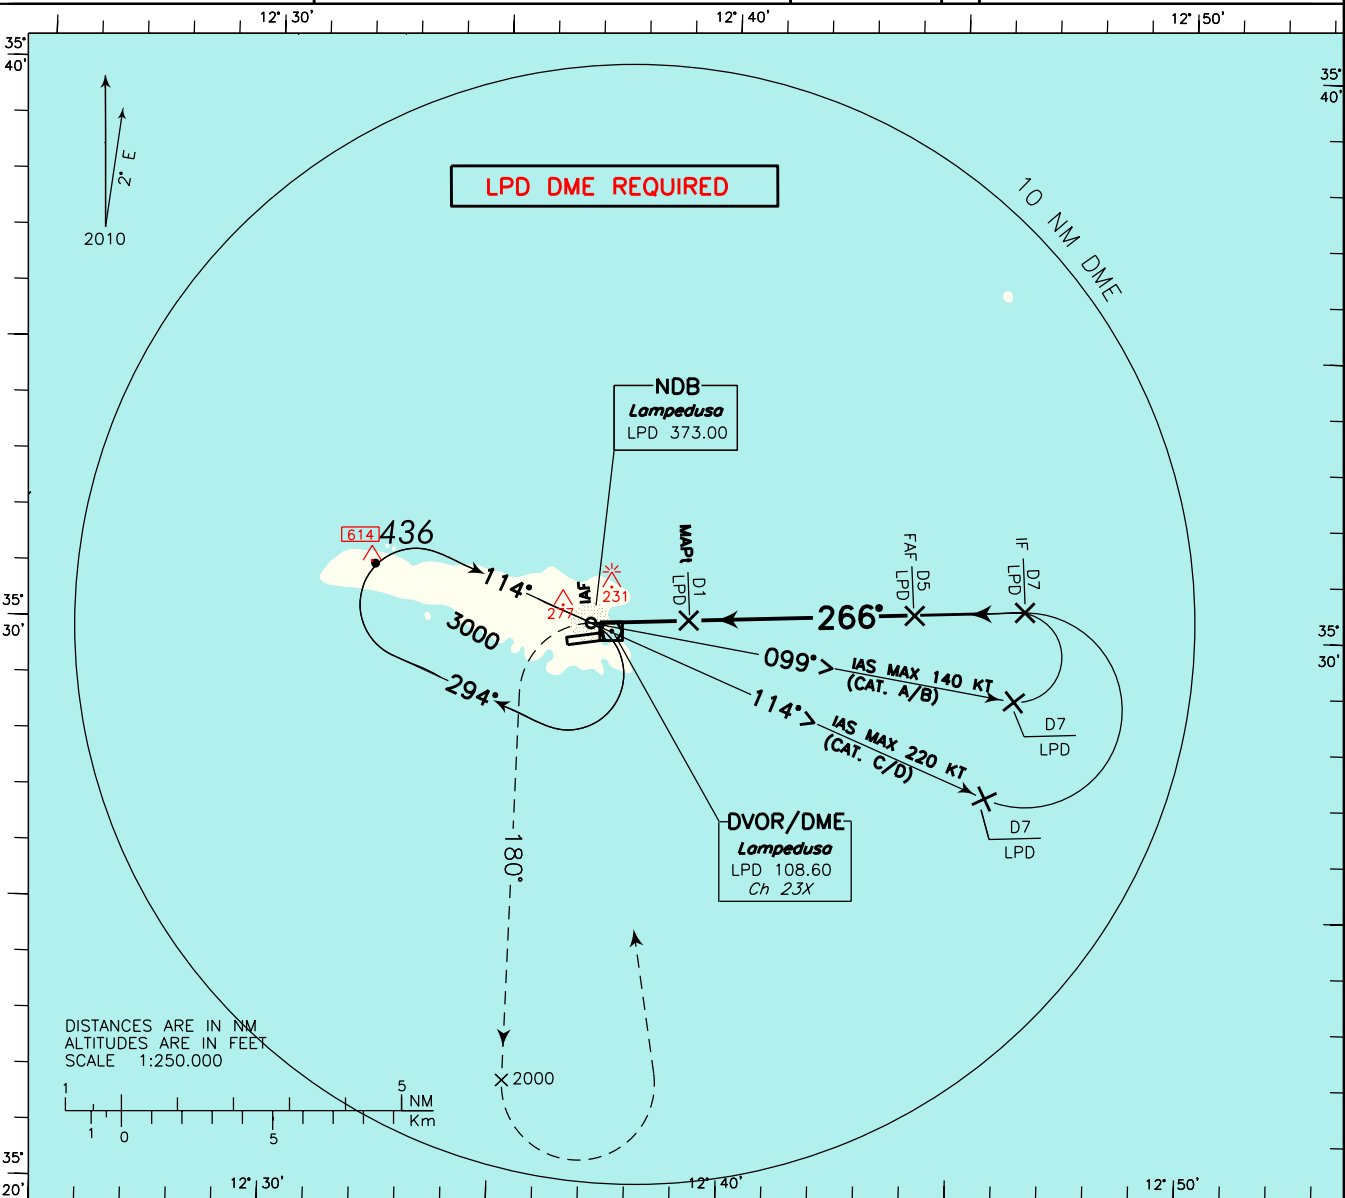 12° 30'
12° 40'
12° 50'
35°
40'
35°
40'
2° E
2010
LPD DME REQUIRED
10 NM DME
NDB
Lampedusa
LPD 373.00
614
436
114°
IAF
277
231
3000
294°
MAPt
D1
LPD
266°
FAF D5
LPD
IF D7
LPD
35°
30'
35°
30'
099°
IAS MAX 140 KT
(CAT. A/B)
D7
LPD
114°
IAS MAX 220 KT
(CAT. C/D)
D7
LPD
DVOR/DME
Lampedusa
LPD 108.60
Ch 23X
180°
2000
DISTANCES ARE IN NM
ALTITUDES ARE IN FEET
SCALE 1:250.000
1 5 NM
1 0 5 Km
35°
20'
12° 30'
12° 40'
12° 50'